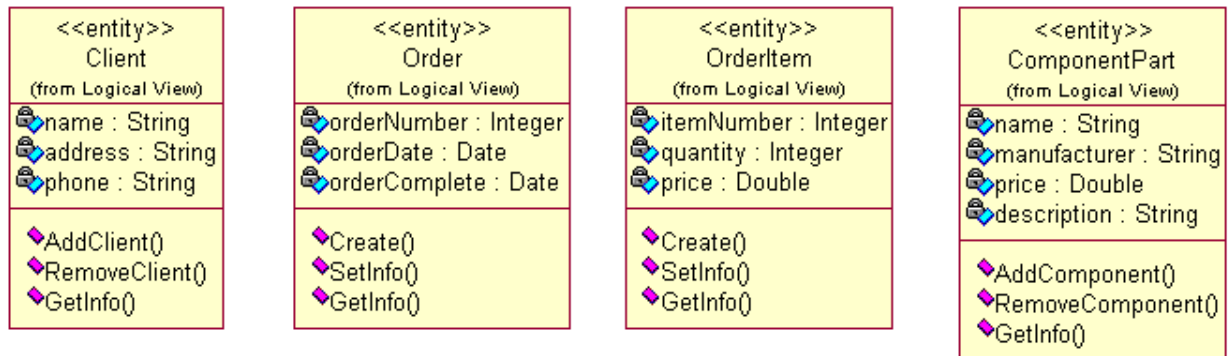 <<entity>>
Client
(from Logical View)
name : String
address : String
phone : String
AddClient()
RemoveClient()
GetInfo()
<<entity>>
Order
(from Logical View)
orderNumber : Integer
orderDate : Date
orderComplete : Date
Create()
SetInfo()
GetInfo()
<<entity>>
OrderItem
(from Logical View)
itemNumber : Integer
quantity : Integer
price : Double
Create()
SetInfo()
GetInfo()
<<entity>>
ComponentPart
(from Logical View)
name : String
manufacturer : String
price : Double
description : String
AddComponent()
RemoveComponent()
GetInfo()